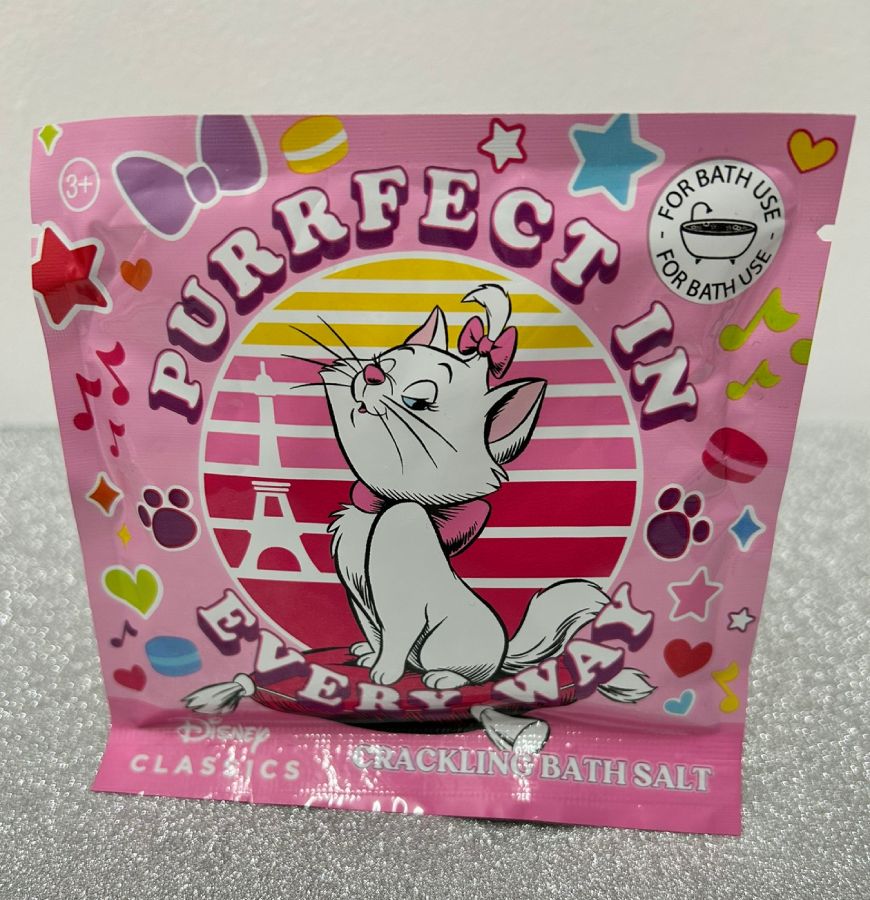 3+
PURRFECT IN
EVERY WAY
FOR BATH USE -
FOR BATH USE -
Disney
CLASSICS
CRACKLING BATH SALT